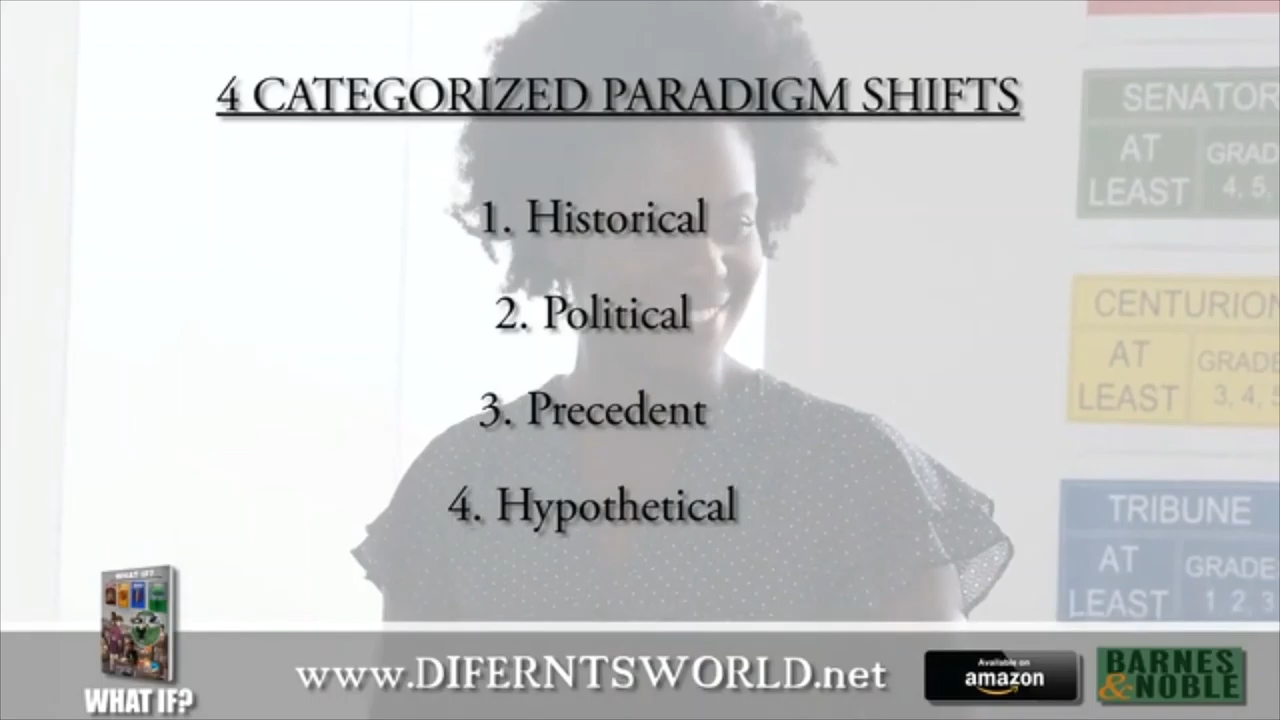 4 CATEGORIZED PARADIGM SHIFTS
1. Historical
2. Political
3. Precedent
4. Hypothetical
SENATOR
AT LEAST
GRAD
4, 5,
CENTURION
AT LEAST
GRADE
3, 4, 5
TRIBUNE
AT LEAST
GRADE
1 2, 3
WHAT IF?
WHAT IF?
www.DIFERNTSWORLD.net
Available on
amazon
BARNES
&NOBLE